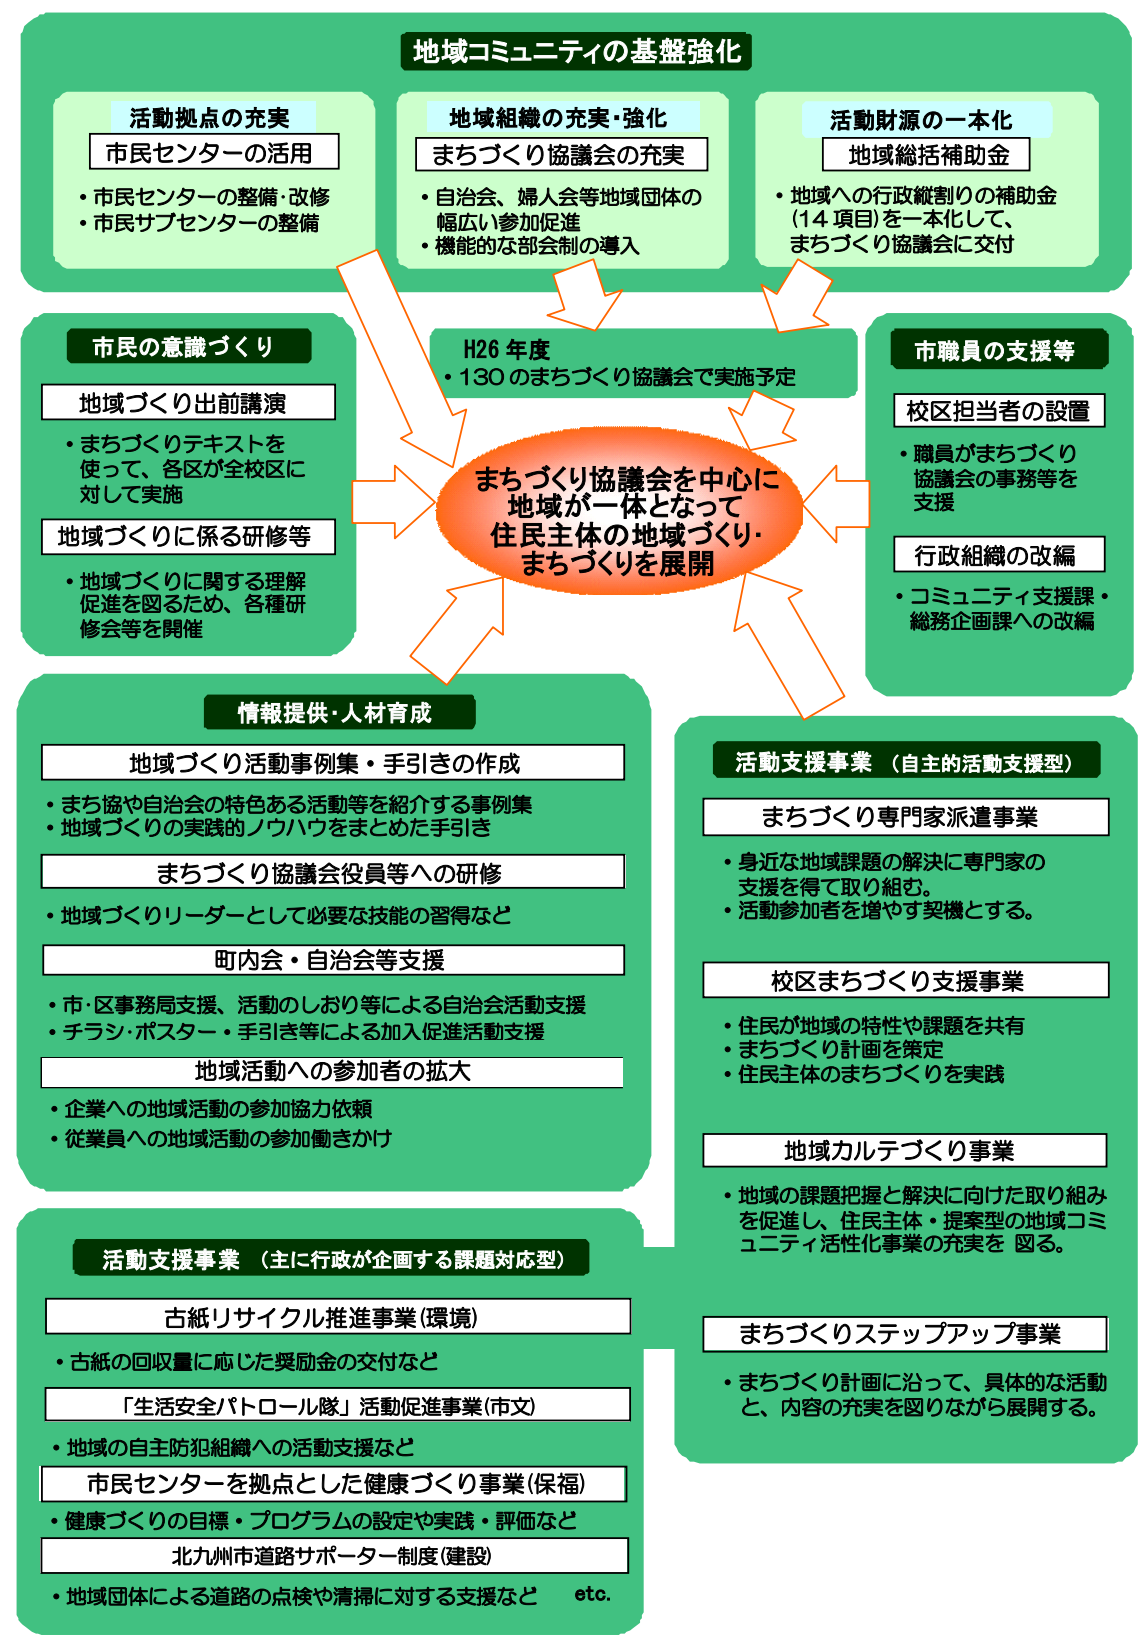 地域コミュニティの基盤強化
活動拠点の充実
市民センターの活用
・市民センターの整備・改修
・市民サブセンターの整備
地域組織の充実・強化
まちづくり協議会の充実
・自治会、婦人会等地域団体の
幅広い参加促進
・機能的な部会制の導入
活動財源の一本化
地域総括補助金
・地域への行政縦割りの補助金
(14 項目)を一本化して、
まちづくり協議会に交付
H26 年度
・130 のまちづくり協議会で実施予定
市民の意識づくり
地域づくり出前講演
・まちづくりテキストを
使って、各区が全校区に
対して実施
地域づくりに係る研修等
・地域づくりに関する理解
促進を図るため、各種研
修会等を開催
まちづくり協議会を中心に
地域が一体となって
住民主体の地域づくり・
まちづくりを展開
市職員の支援等
校区担当者の設置
・職員がまちづくり
協議会の事務等を
支援
行政組織の改編
・コミュニティ支援課・
総務企画課への改編
情報提供・人材育成
地域づくり活動事例集・手引きの作成
・まち協や自治会の特色ある活動等を紹介する事例集
・地域づくりの実践的ノウハウをまとめた手引き
まちづくり協議会役員等への研修
・地域づくりリーダーとして必要な技能の習得など
町内会・自治会等支援
・市・区事務局支援、活動のしおり等による自治会活動支援
・チラシ・ポスター・手引き等による加入促進活動支援
地域活動への参加者の拡大
・企業への地域活動の参加協力依頼
・従業員への地域活動の参加働きかけ
活動支援事業 （自主的活動支援型）
まちづくり専門家派遣事業
・身近な地域課題の解決に専門家の
支援を得て取り組む。
・活動参加者を増やす契機とする。
校区まちづくり支援事業
・住民が地域の特性や課題を共有
・まちづくり計画を策定
・住民主体のまちづくりを実践
地域カルテづくり事業
・地域の課題把握と解決に向けた取り組み
を促進し、住民主体・提案型の地域コミ
ュニティ活性化事業の充実を 図る。
まちづくりステップアップ事業
・まちづくり計画に沿って、具体的な活動
と、内容の充実を図りながら展開する。
活動支援事業 （主に行政が企画する課題対応型）
古紙リサイクル推進事業(環境)
・古紙の回収量に応じた奨励金の交付など
「生活安全パトロール隊」活動促進事業(市文)
・地域の自主防犯組織への活動支援など
市民センターを拠点とした健康づくり事業(保福)
・健康づくりの目標・プログラムの設定や実践・評価など
北九州市道路サポーター制度(建設)
・地域団体による道路の点検や清掃に対する支援など etc.